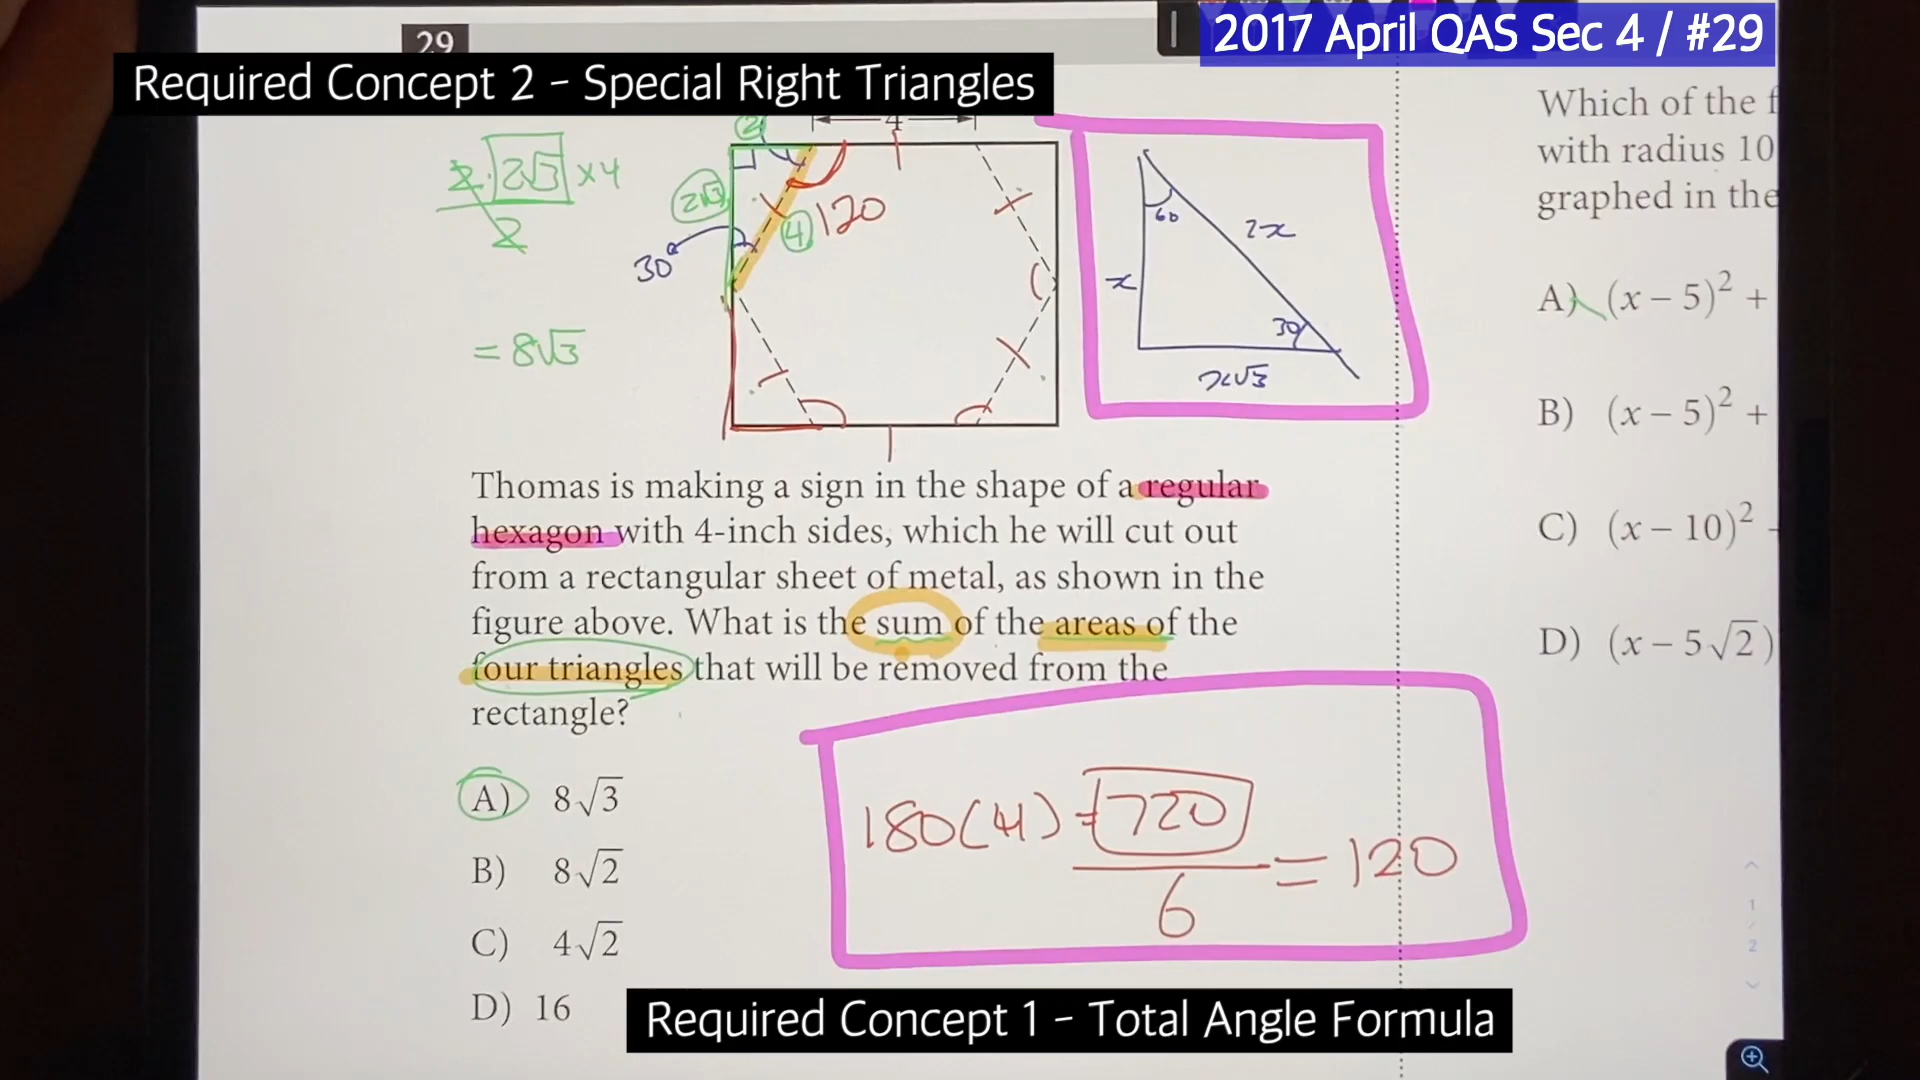 2017 April QAS Sec 4 / #29
29
Required Concept 2 - Special Right Triangles
4
2
2√3
4
120
30
2·2√3 ×4
2
= 8√3
60
2x
x
30
x√3
Thomas is making a sign in the shape of a regular
hexagon with 4-inch sides, which he will cut out
from a rectangular sheet of metal, as shown in the
figure above. What is the sum of the areas of the
four triangles that will be removed from the
rectangle?
A) 8√3
B) 8√2
C) 4√2
D) 16
180(4) = 720
6
= 120
Required Concept 1 - Total Angle Formula
Which of the f
with radius 10
graphed in the
A) (x – 5)² +
B) (x – 5)² +
C) (x – 10)² -
D) (x – 5√2)
1
2